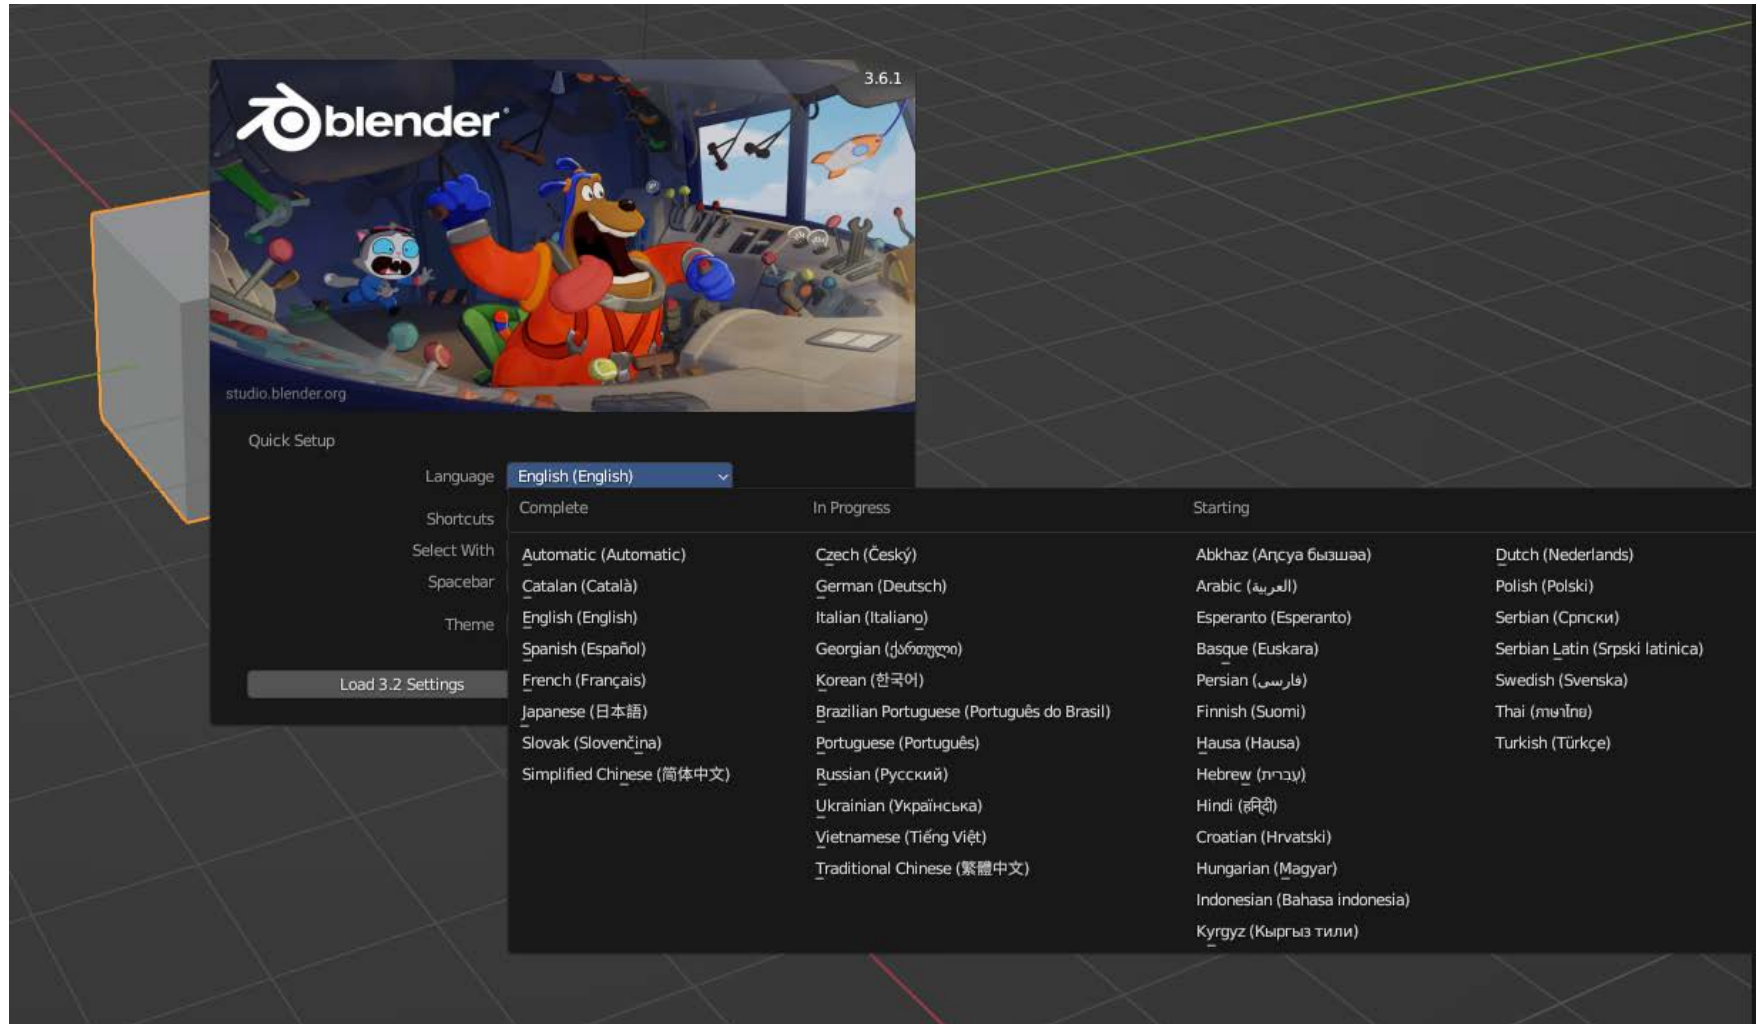 blender
3.6.1
studio.blender.org
Quick Setup
Language English (English)
Shortcuts
Select With
Spacebar
Theme
Load 3.2 Settings
Complete
Automatic (Automatic)
Catalan (Català)
English (English)
Spanish (Español)
French (Français)
Japanese (日本語)
Slovak (Slovenčina)
Simplified Chinese (简体中文)
In Progress
Czech (Český)
German (Deutsch)
Italian (Italiano)
Georgian (ქართული)
Korean (한국어)
Brazilian Portuguese (Português do Brasil)
Portuguese (Português)
Russian (Русский)
Ukrainian (Українська)
Vietnamese (Tiếng Việt)
Traditional Chinese (繁體中文)
Starting
Abkhaz (Аԥсуа бызшәа)
Arabic (العربية)
Esperanto (Esperanto)
Basque (Euskara)
Persian (فارسی)
Finnish (Suomi)
Hausa (Hausa)
Hebrew (עִבְרִית)
Hindi (हिन्दी)
Croatian (Hrvatski)
Hungarian (Magyar)
Indonesian (Bahasa indonesia)
Kyrgyz (Кыргыз тили)
Dutch (Nederlands)
Polish (Polski)
Serbian (Српски)
Serbian Latin (Srpski latinica)
Swedish (Svenska)
Thai (ภาษาไทย)
Turkish (Türkçe)